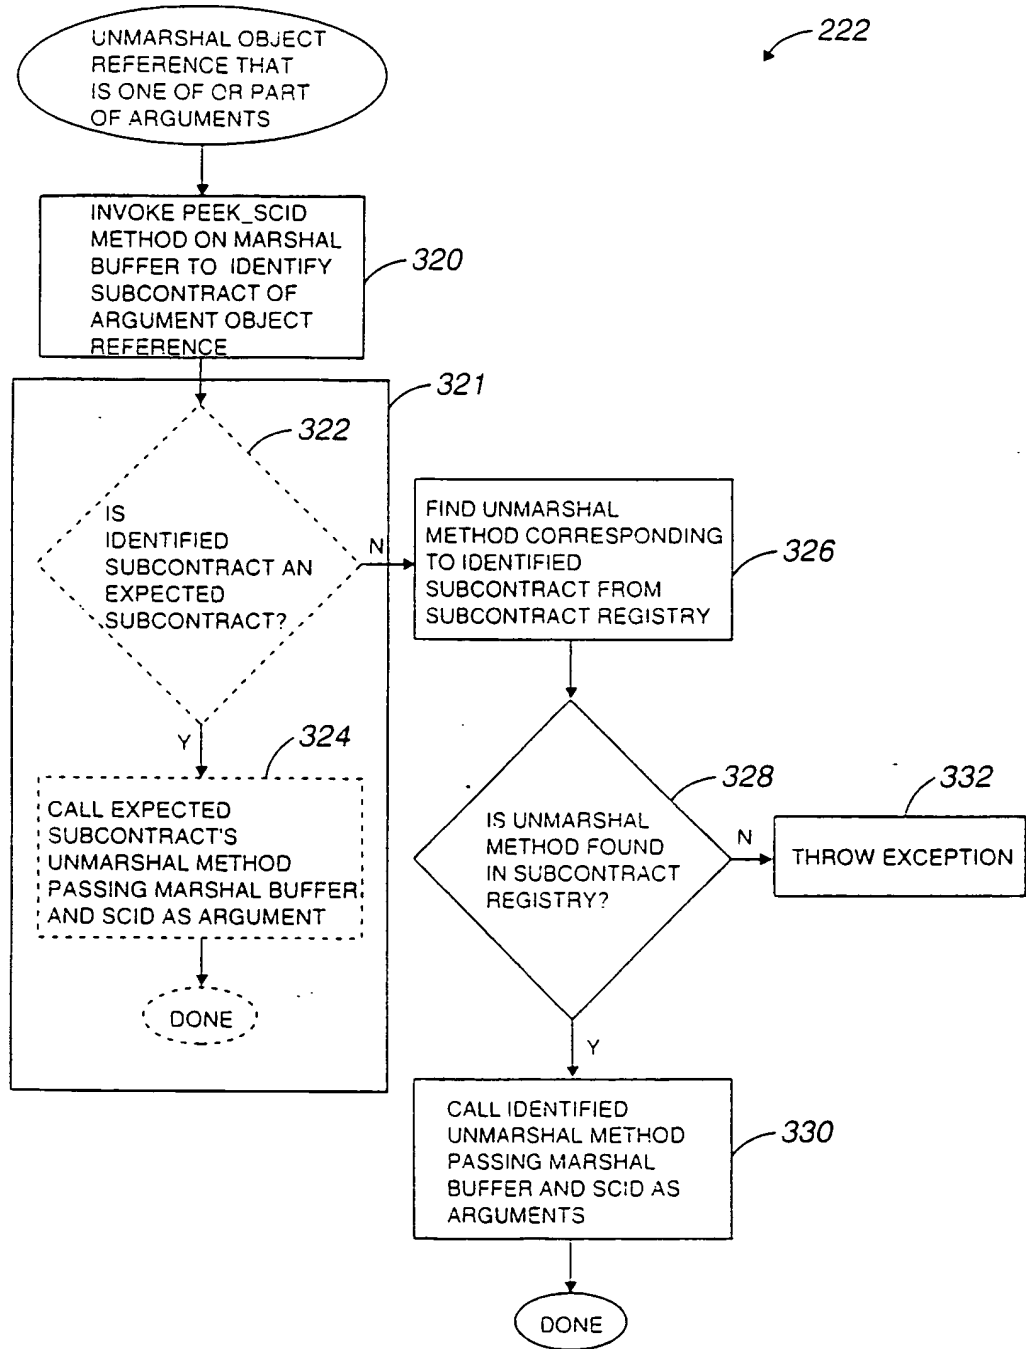 UNMARSHAL OBJECT
REFERENCE THAT
IS ONE OF OR PART
OF ARGUMENTS
222
INVOKE PEEK_SCID
METHOD ON MARSHAL
BUFFER TO IDENTIFY
SUBCONTRACT OF
ARGUMENT OBJECT
REFERENCE
320
321
322
IS
IDENTIFIED
SUBCONTRACT AN
EXPECTED
SUBCONTRACT?
N
Y
FIND UNMARSHAL
METHOD CORRESPONDING
TO IDENTIFIED
SUBCONTRACT FROM
SUBCONTRACT REGISTRY
326
324
CALL EXPECTED
SUBCONTRACT'S
UNMARSHAL METHOD
PASSING MARSHAL BUFFER
AND SCID AS ARGUMENT
DONE
328
IS UNMARSHAL
METHOD FOUND
IN SUBCONTRACT
REGISTRY?
N
Y
332
THROW EXCEPTION
CALL IDENTIFIED
UNMARSHAL METHOD
PASSING MARSHAL
BUFFER AND SCID AS
ARGUMENTS
330
DONE